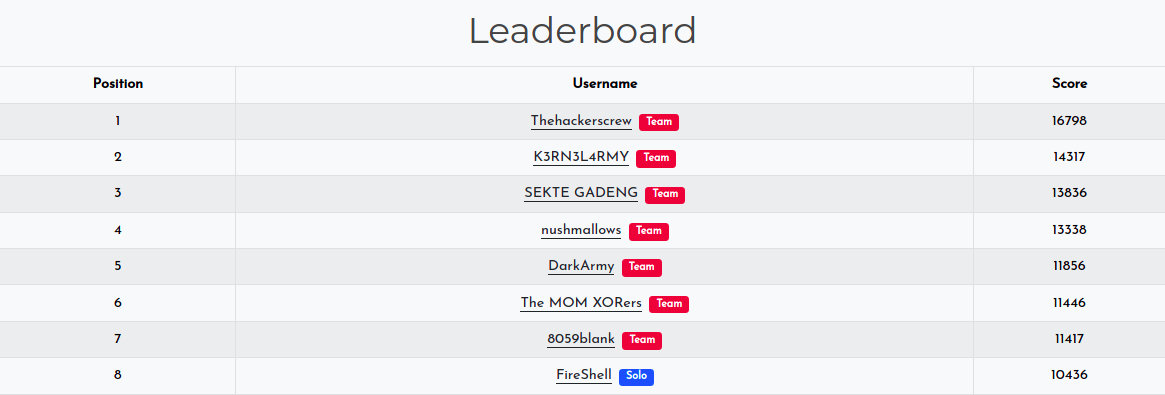 Leaderboard
Position Username Score
1 Thehackerscrew Team 16798
2 K3RN3L4RMY Team 14317
3 SEKTE GADENG Team 13836
4 nushmallows Team 13338
5 DarkArmy Team 11856
6 The MOM XORers Team 11446
7 8059blank Team 11417
8 FireShell Solo 10436